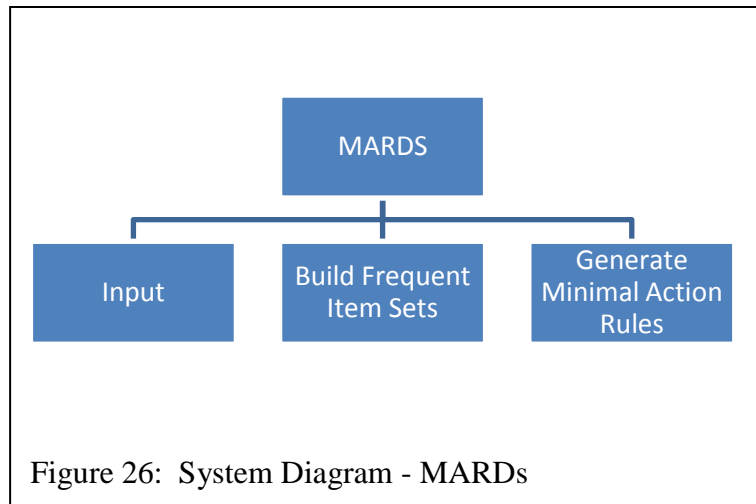 MARDS
Input
Build Frequent
Item Sets
Generate
Minimal Action
Rules
Figure 26:  System Diagram - MARDs